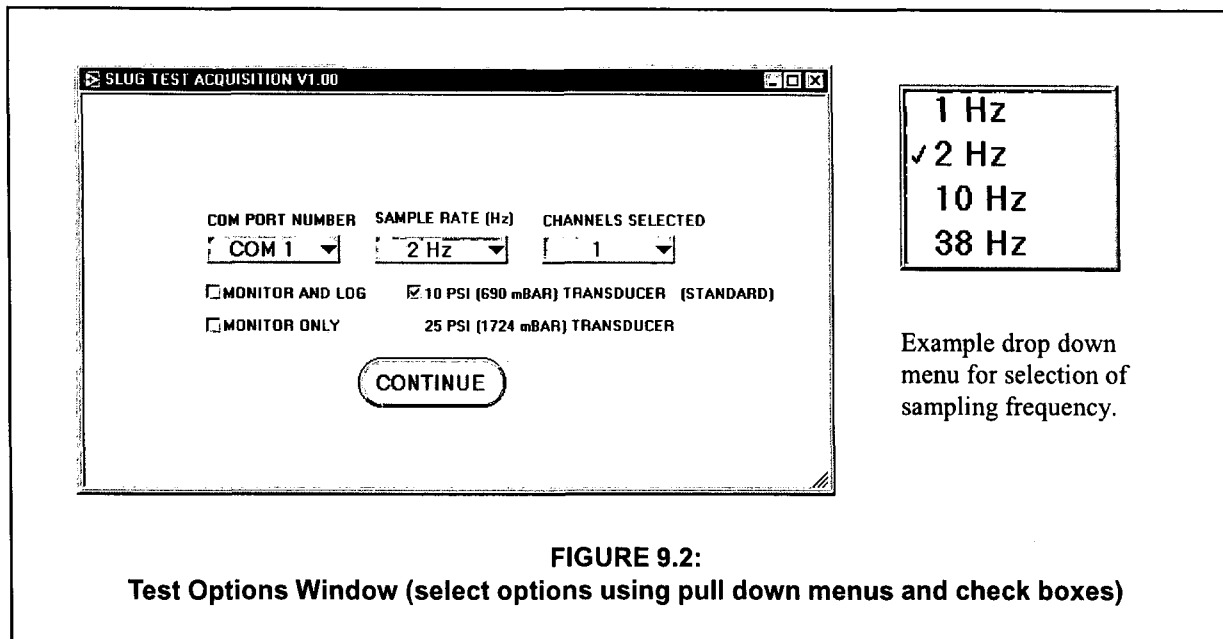 SLUG TEST ACQUISITION V1.00
COM PORT NUMBER SAMPLE RATE (Hz) CHANNELS SELECTED
COM 1 2 Hz 1
MONITOR AND LOG 10 PSI (690 mBAR) TRANSDUCER (STANDARD)
MONITOR ONLY 25 PSI (1724 mBAR) TRANSDUCER
CONTINUE
1 Hz
✓2 Hz
10 Hz
38 Hz
Example drop down
menu for selection of
sampling frequency.
FIGURE 9.2:
Test Options Window (select options using pull down menus and check boxes)